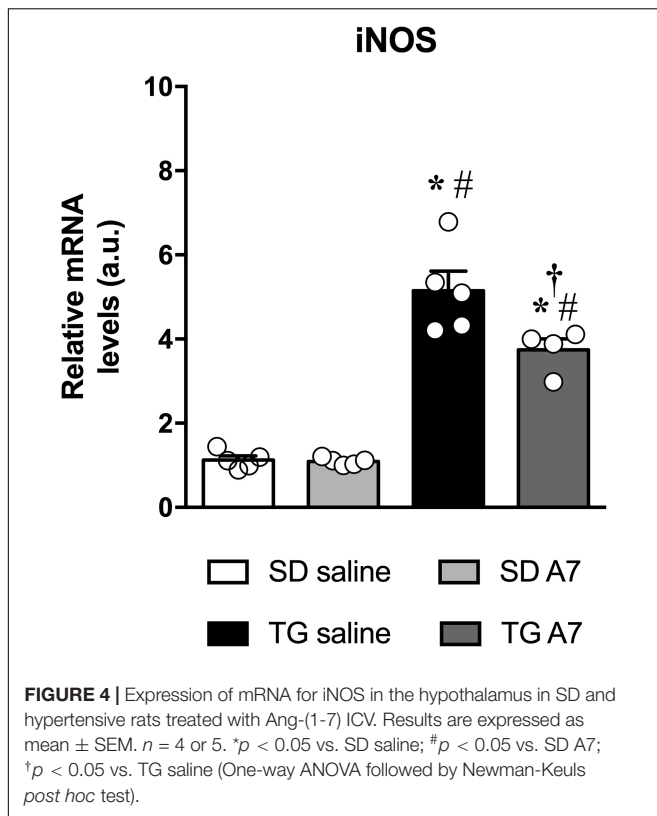 iNOS
Relative mRNA
levels (a.u.)
10
8
6
4
2
0
* #
†
* #
SD saline
SD A7
TG saline
TG A7
FIGURE 4 | Expression of mRNA for iNOS in the hypothalamus in SD and
hypertensive rats treated with Ang-(1-7) ICV. Results are expressed as
mean ± SEM. n = 4 or 5. *p < 0.05 vs. SD saline; #p < 0.05 vs. SD A7;
†p < 0.05 vs. TG saline (One-way ANOVA followed by Newman-Keuls
post hoc test).